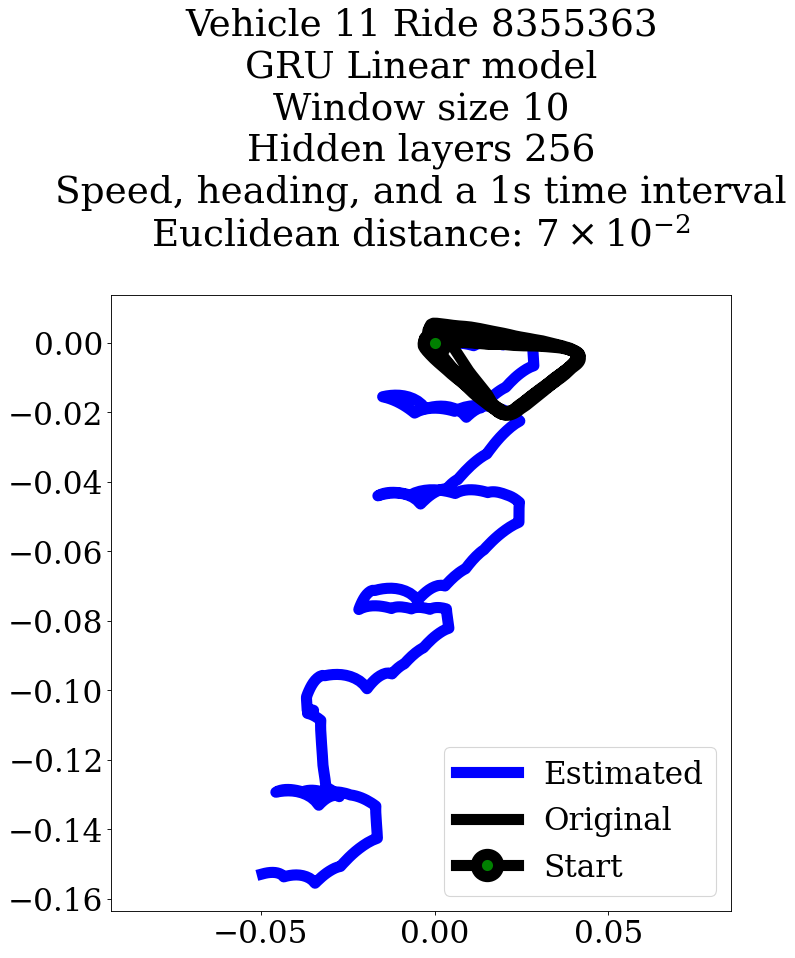 Vehicle 11 Ride 8355363
GRU Linear model
Window size 10
Hidden layers 256
Speed, heading, and a 1s time interval
Euclidean distance: 7 × 10⁻²
0.00
−0.02
−0.04
−0.06
−0.08
−0.10
−0.12
−0.14
−0.16
Estimated
Original
Start
−0.05 0.00 0.05